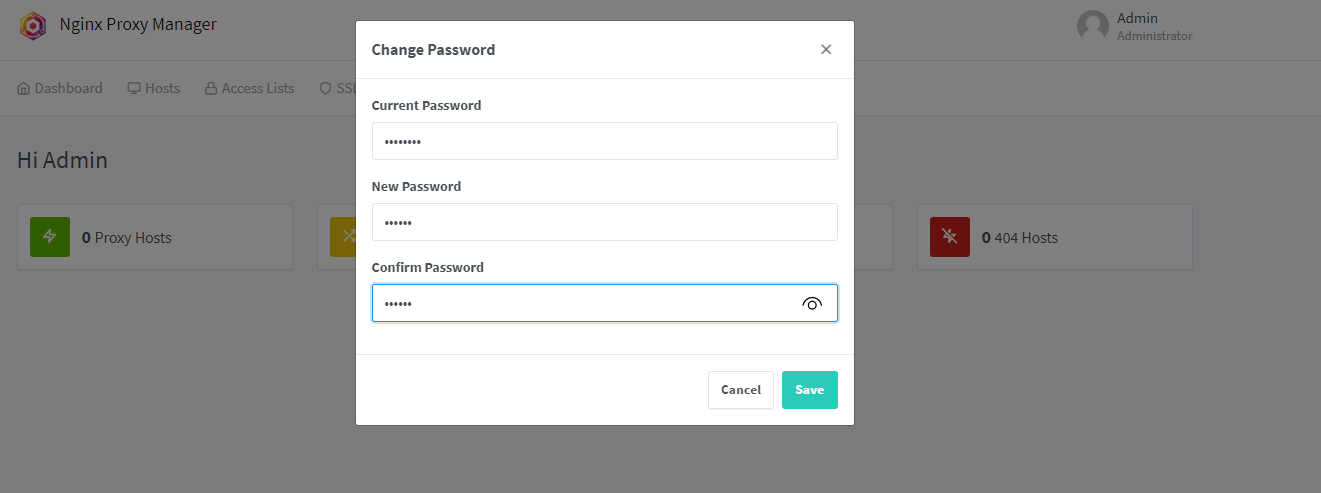 Nginx Proxy Manager
Admin
Administrator
Dashboard
Hosts
Access Lists
SSL
Hi Admin
0 Proxy Hosts
0 404 Hosts
Change Password
×
Current Password
••••••••
New Password
••••••
Confirm Password
••••••
Cancel
Save